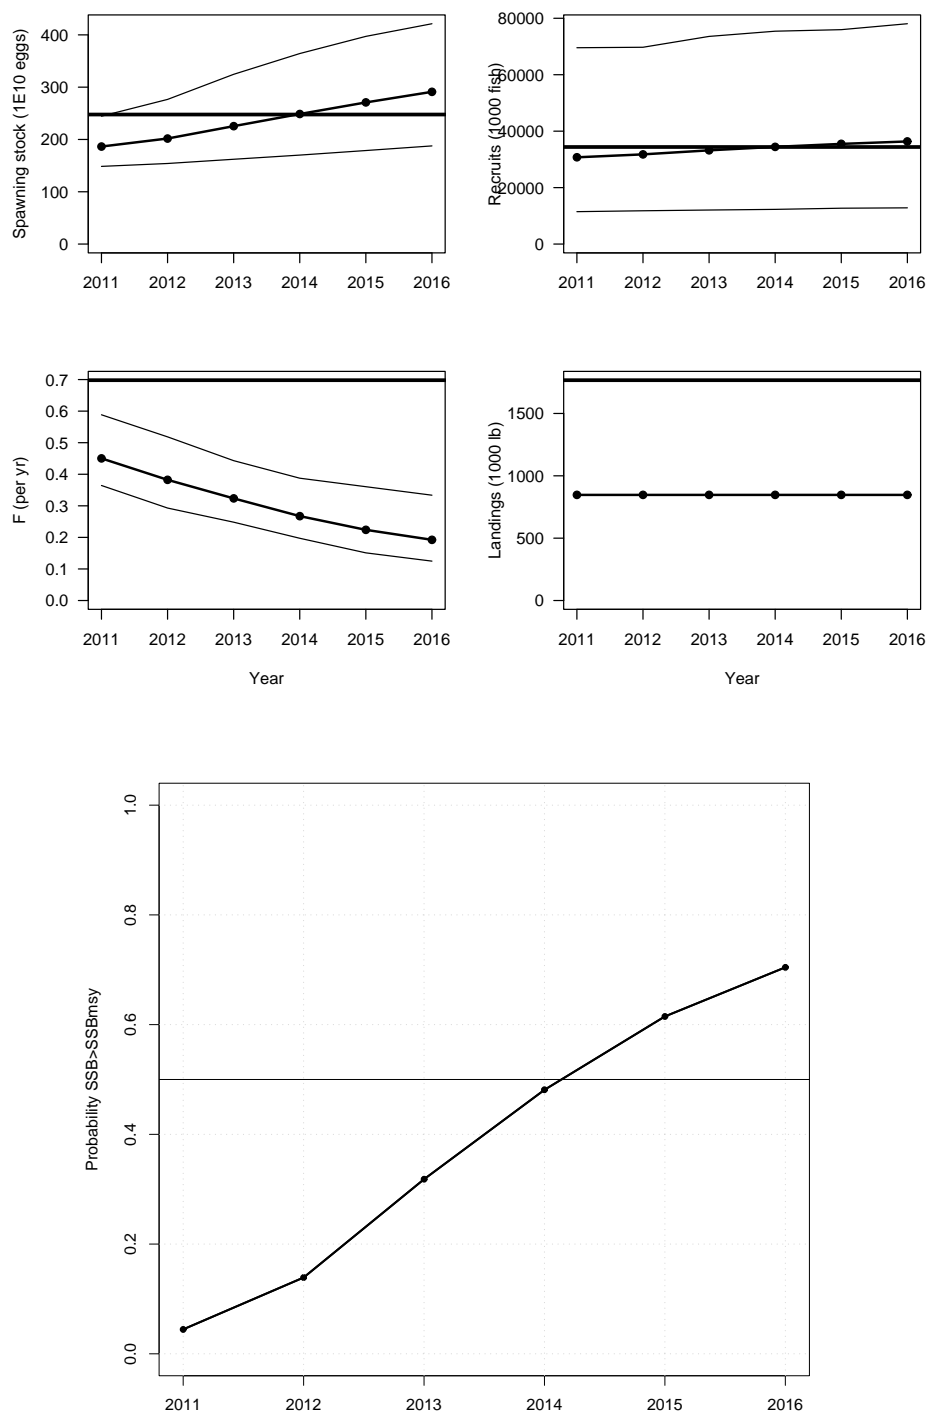 Spawning stock (1E10 eggs)
400
300
200
100
0
2011 2012 2013 2014 2015 2016
Recruits (1000 fish)
80000
60000
40000
20000
0
2011 2012 2013 2014 2015 2016
F (per yr)
0.7
0.6
0.5
0.4
0.3
0.2
0.1
0.0
2011 2012 2013 2014 2015 2016
Year
Landings (1000 lb)
1500
1000
500
0
2011 2012 2013 2014 2015 2016
Year
Probability SSB>SSBmsy
1.0
0.8
0.6
0.4
0.2
0.0
2011 2012 2013 2014 2015 2016